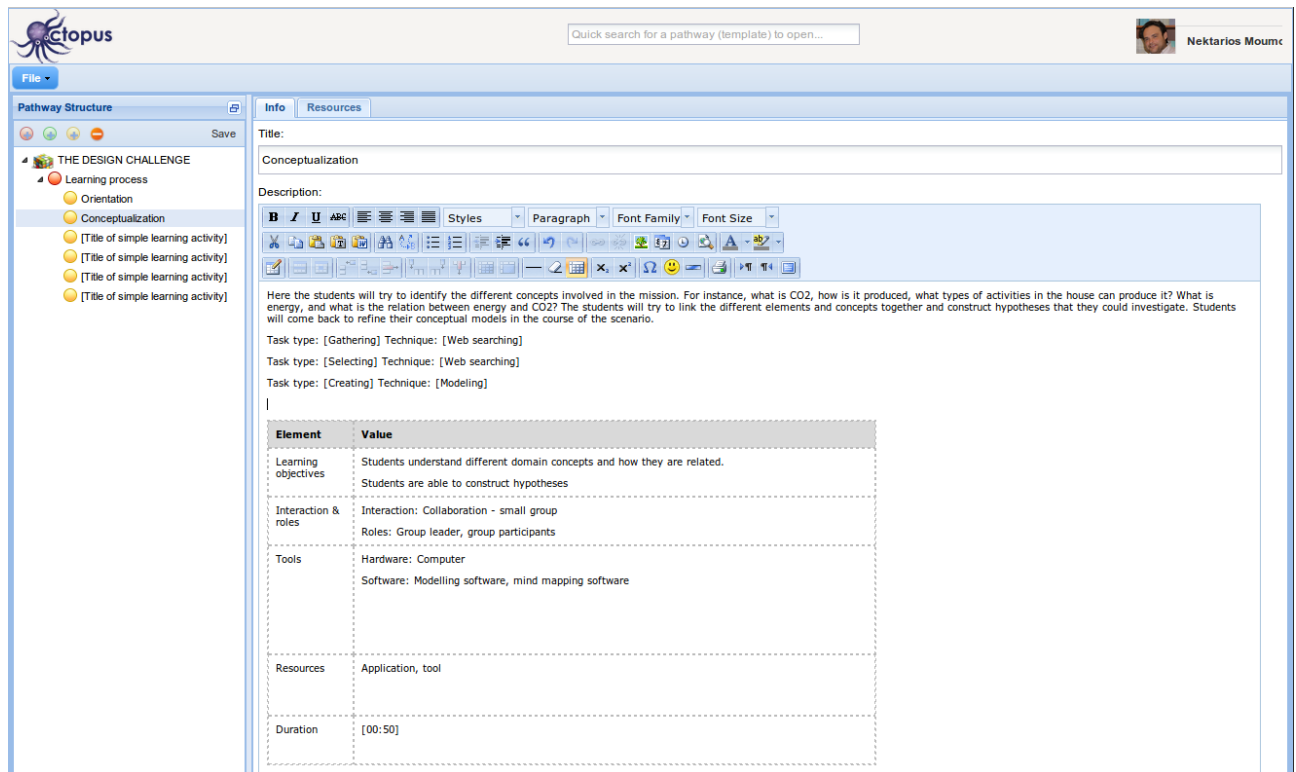 Octopus
Quick search for a pathway (template) to open...
Nektarios Moum
File
Pathway Structure
Save
THE DESIGN CHALLENGE
Learning process
Orientation
Conceptualization
[Title of simple learning activity]
[Title of simple learning activity]
[Title of simple learning activity]
[Title of simple learning activity]
Info Resources
Title:
Conceptualization
Description:
B I U ABC Styles Paragraph Font Family Font Size
Here the students will try to identify the different concepts involved in the mission. For instance, what is CO2, how is it produced, what types of activities in the house can produce it? What is
energy, and what is the relation between energy and CO2? The students will try to link the different elements and concepts together and construct hypotheses that they could investigate. Students
will come back to refine their conceptual models in the course of the scenario.
Task type: [Gathering] Technique: [Web searching]
Task type: [Selecting] Technique: [Web searching]
Task type: [Creating] Technique: [Modeling]
Element Value
Learning
objectives
Students understand different domain concepts and how they are related.
Students are able to construct hypotheses
Interaction &
roles
Interaction: Collaboration - small group
Roles: Group leader, group participants
Tools
Hardware: Computer
Software: Modelling software, mind mapping software
Resources
Application, tool
Duration
[00:50]